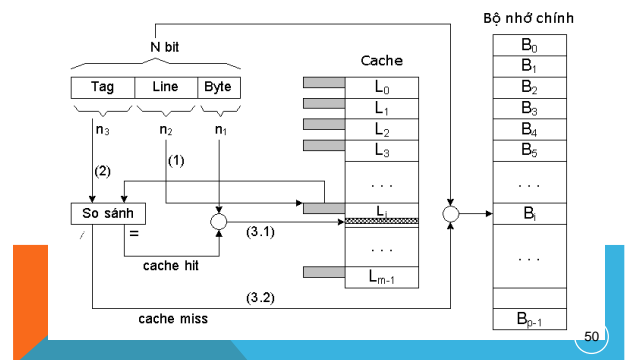 Bộ nhớ chính
N bit
Cache
Tag Line Byte
n3 n2 n1
(2)
(1)
So sánh
=
cache hit
(3.1)
(3.2)
cache miss
L0
L1
L2
L3
. . .
Li
. . .
Lm-1
B0
B1
B2
B3
B4
B5
. . .
Bi
. . .
Bp-1
50